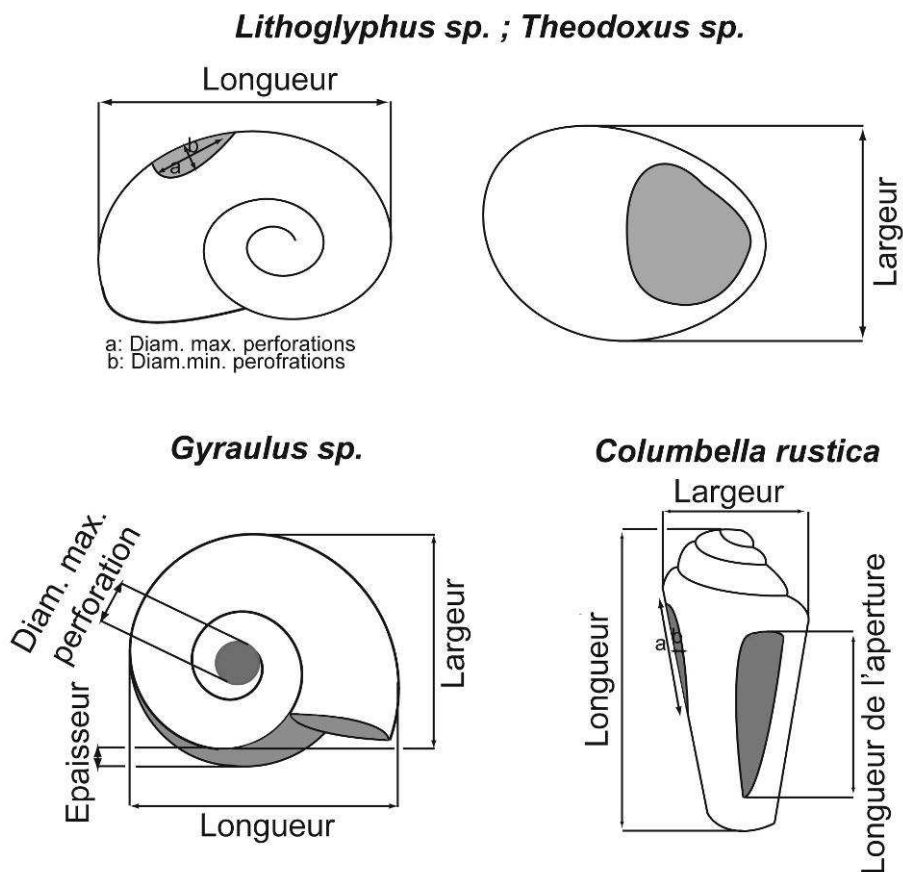 Lithoglyphus sp. ; Theodoxus sp.
Longueur
b
a
Largeur
a: Diam. max. perforations
b: Diam.min. perofrations
Gyraulus sp.
Diam. max.
perforation
Largeur
Epaisseur
Longueur
Columbella rustica
Largeur
Longueur
a
b
Longueur de l'aperture